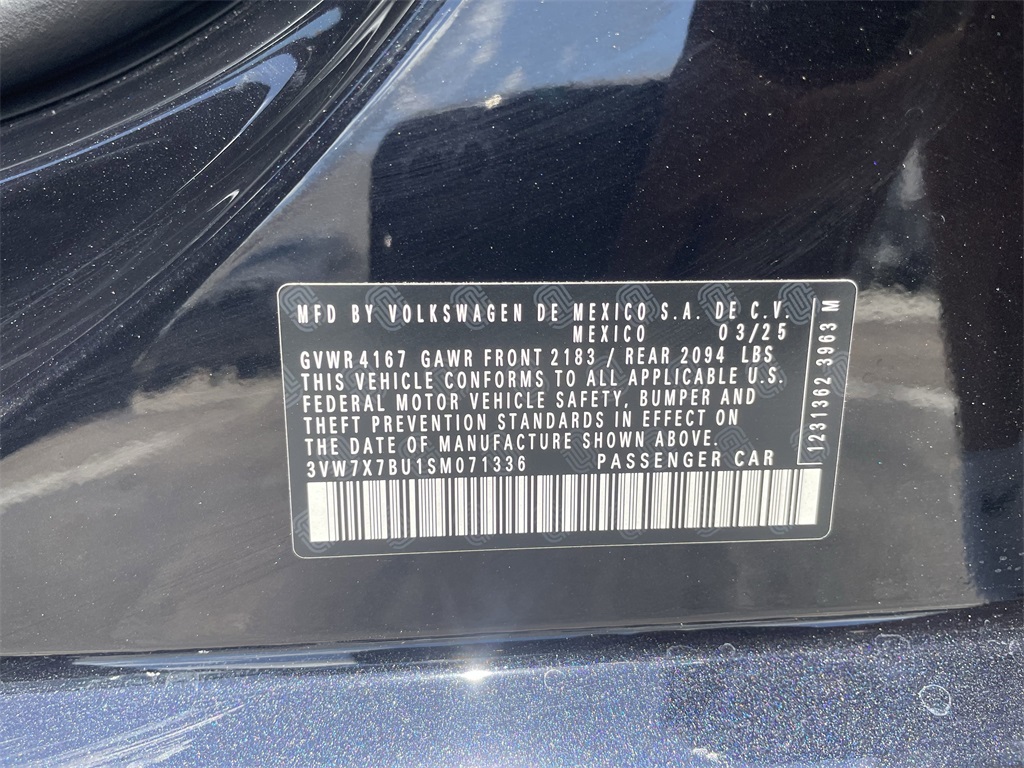 MFD BY VOLKSWAGEN DE MEXICO S.A. DE C.V.
MEXICO 03/25
GVWR 4167 GAWR FRONT 2183 / REAR 2094 LBS
THIS VEHICLE CONFORMS TO ALL APPLICABLE U.S.
FEDERAL MOTOR VEHICLE SAFETY, BUMPER AND
THEFT PREVENTION STANDARDS IN EFFECT ON
THE DATE OF MANUFACTURE SHOWN ABOVE.
3VW7X7BU1SM071336 PASSENGER CAR
1231362 3963 M